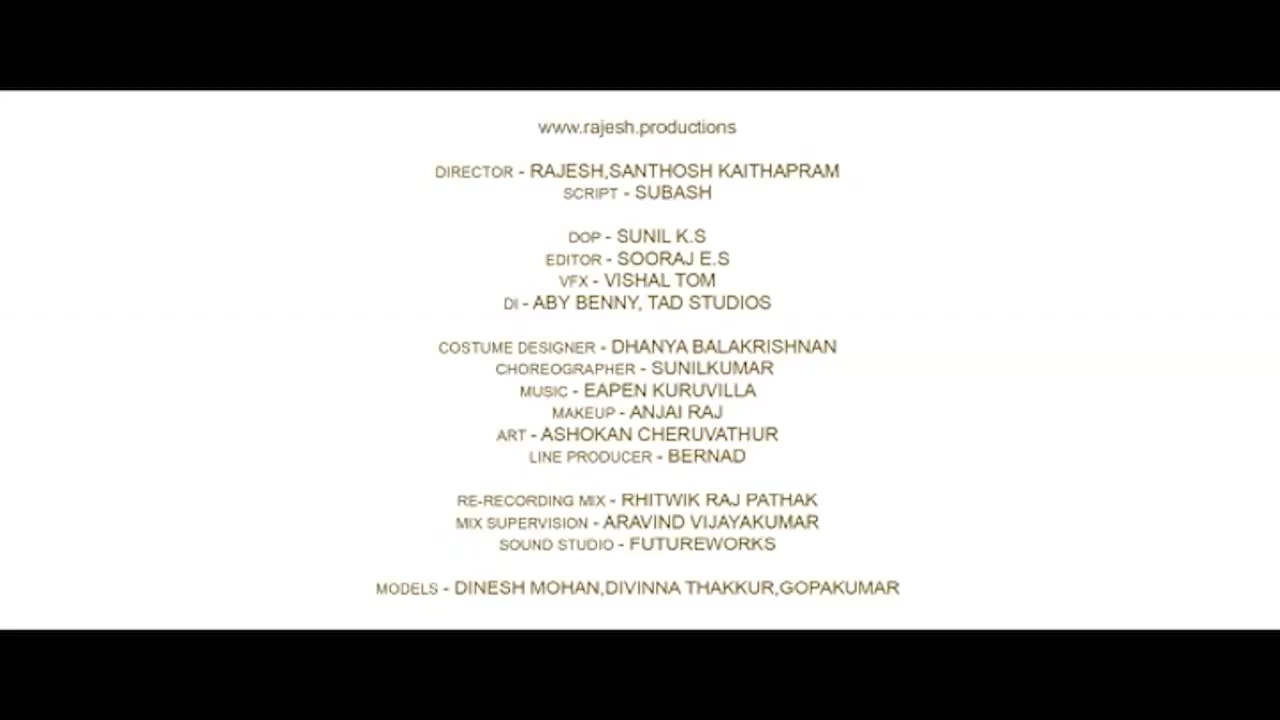 www.rajesh.productions
DIRECTOR - RAJESH,SANTHOSH KAITHAPRAM
SCRIPT - SUBASH
DOP - SUNIL K.S
EDITOR - SOORAJ E.S
VFX - VISHAL TOM
DI - ABY BENNY, TAD STUDIOS
COSTUME DESIGNER - DHANYA BALAKRISHNAN
CHOREOGRAPHER - SUNILKUMAR
MUSIC - EAPEN KURUVILLA
MAKEUP - ANJAI RAJ
ART - ASHOKAN CHERUVATHUR
LINE PRODUCER - BERNAD
RE-RECORDING MIX - RHITWIK RAJ PATHAK
MIX SUPERVISION - ARAVIND VIJAYAKUMAR
SOUND STUDIO - FUTUREWORKS
MODELS - DINESH MOHAN,DIVINNA THAKKUR,GOPAKUMAR